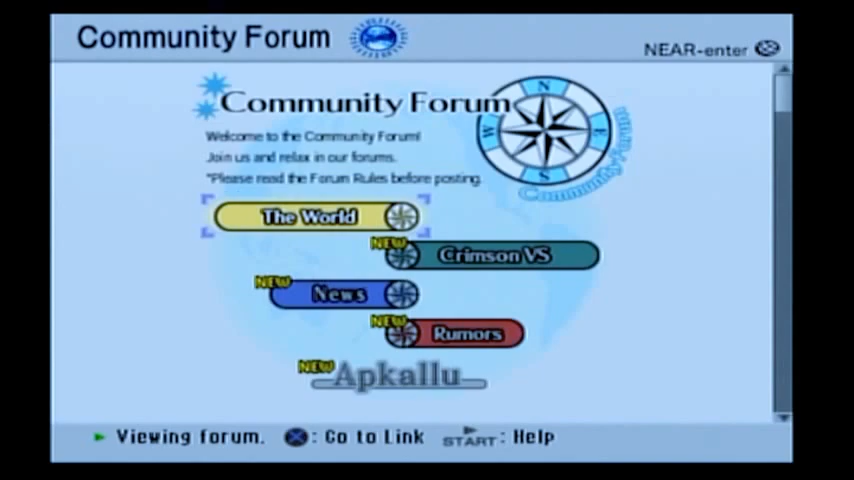 Community Forum
NEAR-enter
Community Forum
N
W
E
S
Community Forum
Welcome to the Community Forum!
Join us and relax in our forums.
*Please read the Forum Rules before posting.
The World
NEW
Crimson VS
NEW
News
NEW
Rumors
NEW
Apkallu
Viewing forum. : Go to Link START : Help